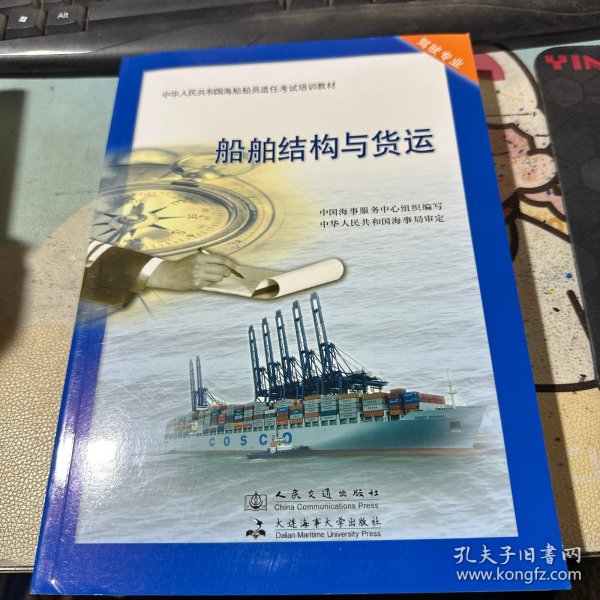 Alt
驾驶专业
中华人民共和国海船船员适任考试培训教材
船舶结构与货运
中国海事服务中心组织编写
中华人民共和国海事局审定
COSCO
人民交通出版社
China Communications Press
大连海事大学出版社
Dalian Maritime University Press
YIN
孔夫子旧书网
www.kongfz.com